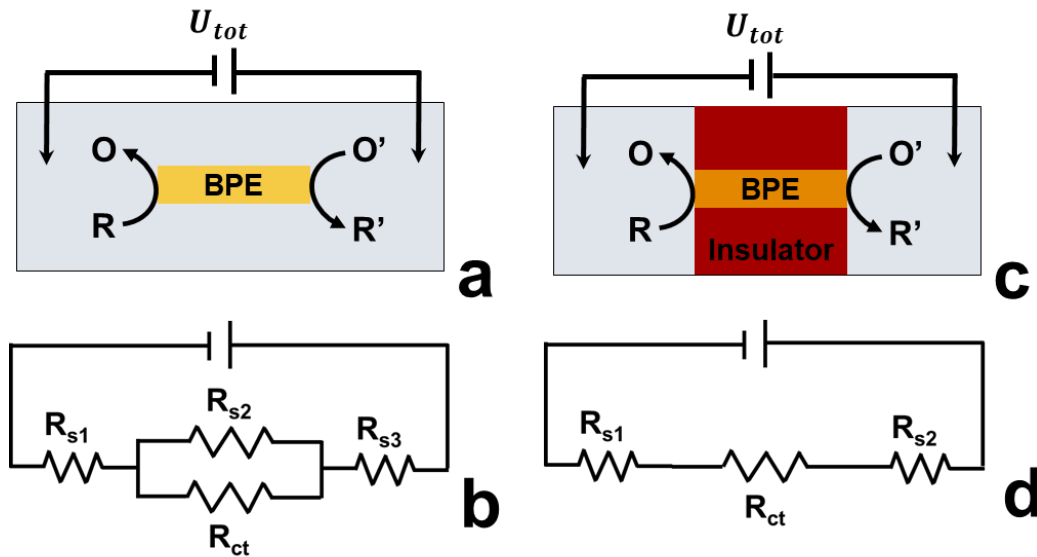 U_tot
O
O'
BPE
R
R'
a
U_tot
O
O'
BPE
R
R'
Insulator
c
R_s1
R_s2
R_s3
R_ct
b
R_s1
R_s2
R_ct
d